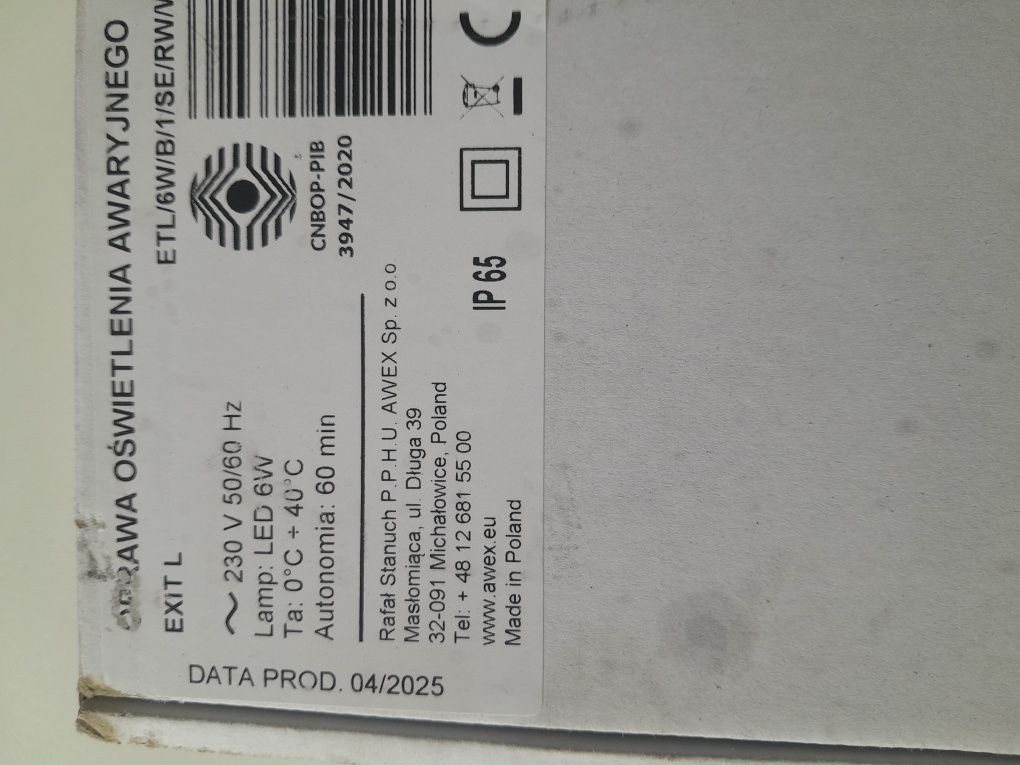 OPRAWA OŚWIETLENIA AWARYJNEGO
EXIT L
ETL/6W/B/1/SE/RW/
~ 230 V 50/60 Hz
Lamp: LED 6W
Ta: 0°C ÷ 40°C
Autonomia: 60 min
CNBOP-PIB
3947/2020
Rafał Stanuch P.P.H.U. AWEX Sp. z o.o
Masłomiąca, ul. Długa 39
32-091 Michałowice, Poland
Tel: + 48 12 681 55 00
www.awex.eu
Made in Poland
IP 65
DATA PROD. 04/2025